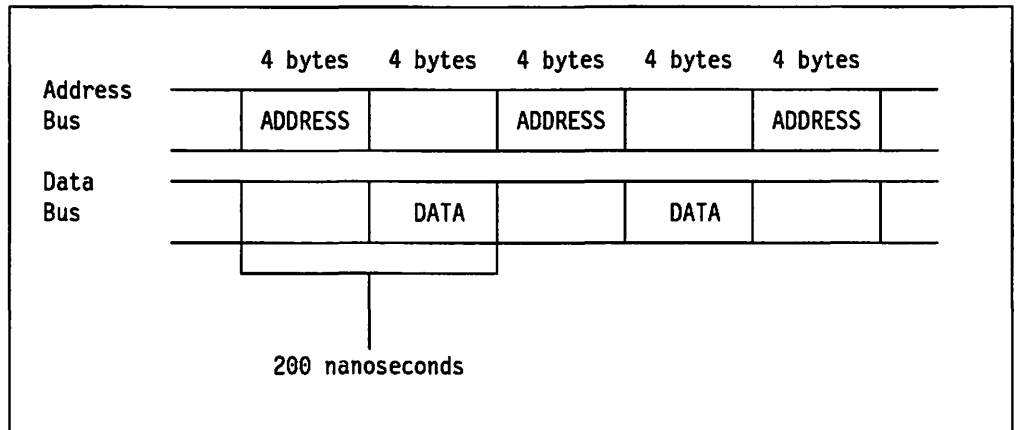 4 bytes 4 bytes 4 bytes 4 bytes 4 bytes
Address
Bus
ADDRESS ADDRESS ADDRESS
Data
Bus
DATA DATA
200 nanoseconds